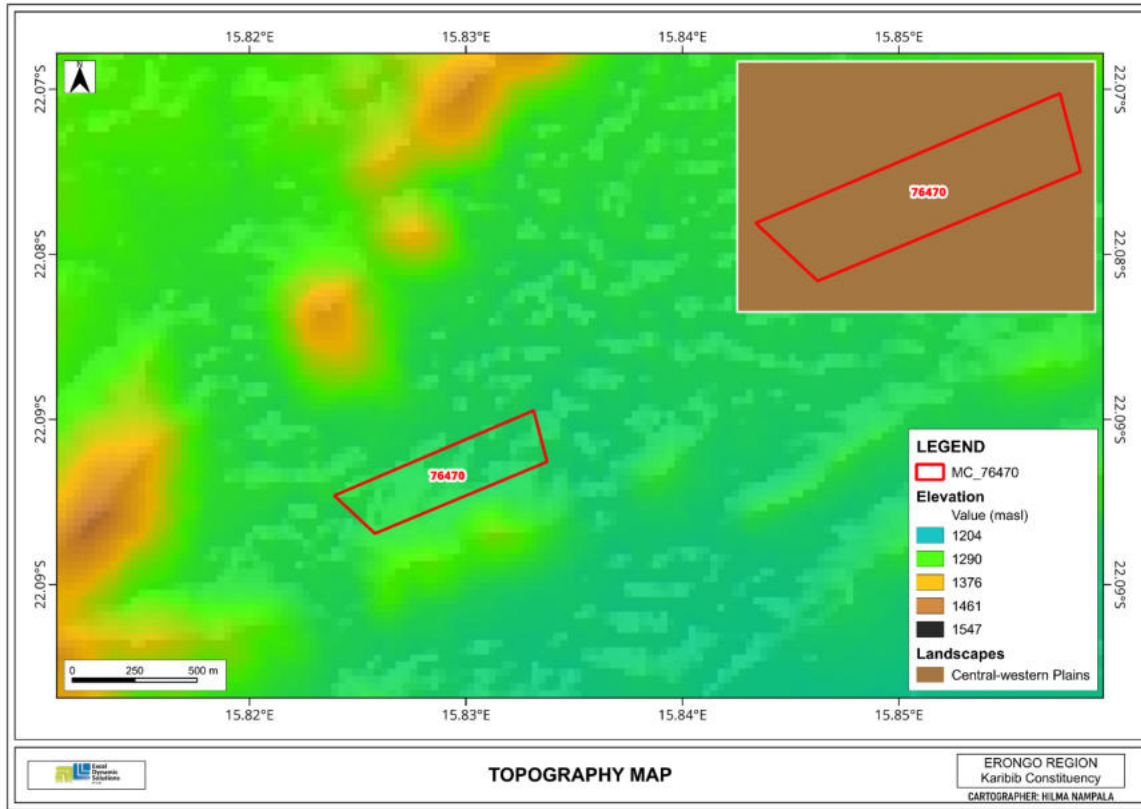 15.82°E 15.83°E 15.84°E 15.85°E
N
22.07°S 22.07°S
76470
22.08°S 22.08°S
22.09°S 22.09°S
76470
LEGEND
MC_76470
Elevation
Value (masl)
1204
1290
1376
1461
1547
Landscapes
Central-western Plains
22.09°S 22.09°S
0 250 500 m
15.82°E 15.83°E 15.84°E 15.85°E
Excel
Dynamic
Solutions
TOPOGRAPHY MAP
ERONGO REGION
Karibib Constituency
CARTOGRAPHER: HILMA NAMPALA